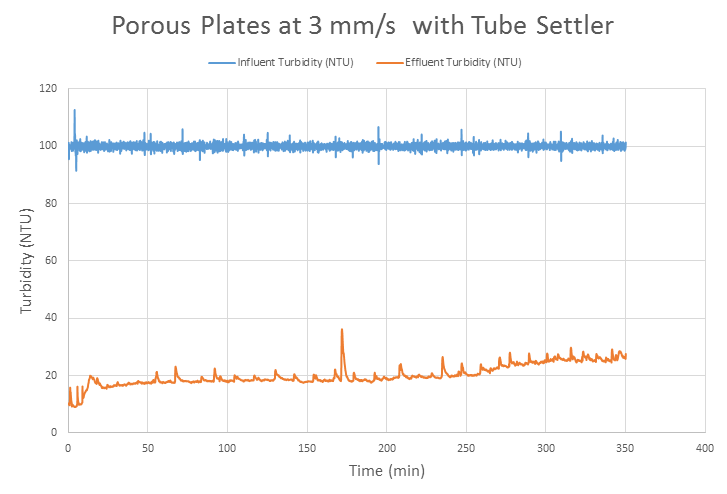 Porous Plates at 3 mm/s with Tube Settler
Influent Turbidity (NTU) Effluent Turbidity (NTU)
120
100
80
60
40
20
0
Turbidity (NTU)
0 50 100 150 200 250 300 350 400
Time (min)